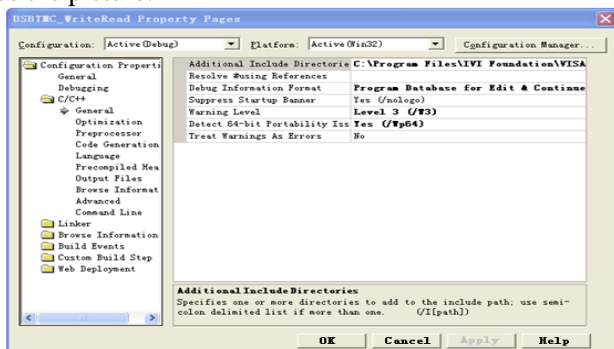 USBTMC_WriteRead Property Pages
Configuration: Active(Debug) Platform: Active(Win32) Configuration Manager...
Configuration Properti
General
Debugging
C/C++
General
Optimization
Preprocessor
Code Generation
Language
Precompiled Hea
Output Files
Browse Informat
Advanced
Command Line
Linker
Browse Information
Build Events
Custom Build Step
Web Deployment
Additional Include Directorie C:\Program Files\IVI Foundation\VISA
Resolve #using References
Debug Information Format Program Database for Edit & Continue
Suppress Startup Banner Yes (/nologo)
Warning Level Level 3 (/W3)
Detect 64-bit Portability Iss Yes (/Wp64)
Treat Warnings As Errors No
Additional Include Directories
Specifies one or more directories to add to the include path; use semi-
colon delimited list if more than one. (/I[path])
OK Cancel Apply Help